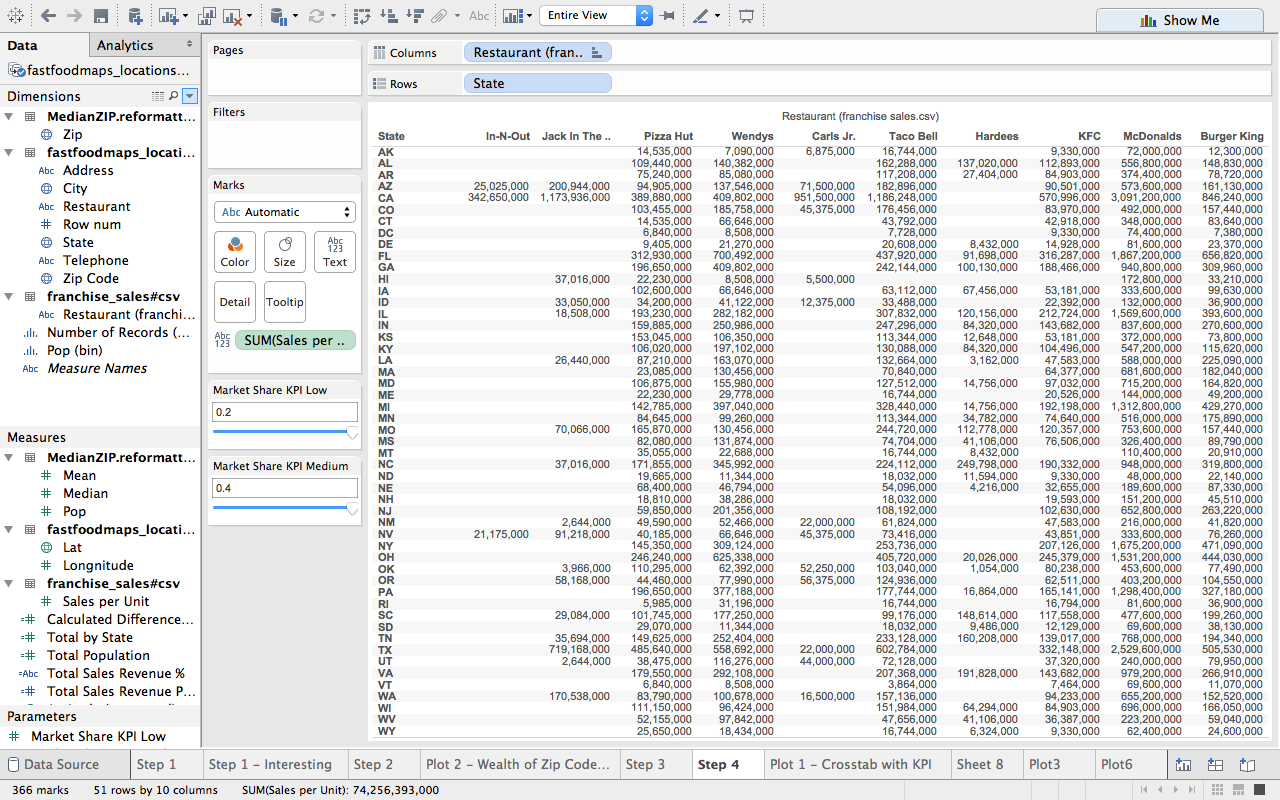 Abc
Entire View
Show Me
Data
Analytics
fastfoodmaps_locations...
Dimensions
MedianZIP.reformatt...
Zip
fastfoodmaps_locati...
Abc Address
City
Abc Restaurant
Row num
State
Abc Telephone
Zip Code
franchise_sales#csv
Abc Restaurant (franchi...
Number of Records (...
Pop (bin)
Abc Measure Names
Measures
MedianZIP.reformatt...
Mean
Median
Pop
fastfoodmaps_locati...
Lat
Longnitude
franchise_sales#csv
Sales per Unit
Calculated Difference...
Total by State
Total Population
=Abc Total Sales Revenue %
Total Sales Revenue P...
Parameters
Market Share KPI Low
Pages
Filters
Marks
Abc Automatic
Color
Size
Abc
123
Text
Detail
Tooltip
Abc
123
SUM(Sales per ..
Market Share KPI Low
0.2
Market Share KPI Medium
0.4
Columns Restaurant (fran..
Rows State
Restaurant (franchise sales.csv)
State In-N-Out Jack In The .. Pizza Hut Wendys Carls Jr. Taco Bell Hardees KFC McDonalds Burger King
AK 14,535,000 7,090,000 6,875,000 16,744,000 9,330,000 72,000,000 12,300,000
AL 109,440,000 140,382,000 162,288,000 137,020,000 112,893,000 556,800,000 148,830,000
AR 75,240,000 85,080,000 117,208,000 27,404,000 84,903,000 374,400,000 78,720,000
AZ 25,025,000 200,944,000 94,905,000 137,546,000 71,500,000 182,896,000 90,501,000 573,600,000 161,130,000
CA 342,650,000 1,173,936,000 389,880,000 409,802,000 951,500,000 1,186,248,000 570,996,000 3,091,200,000 846,240,000
CO 103,455,000 185,758,000 45,375,000 176,456,000 83,970,000 492,000,000 157,440,000
CT 14,535,000 66,646,000 43,792,000 42,918,000 348,000,000 83,640,000
DC 6,840,000 8,508,000 7,728,000 9,330,000 74,400,000 7,380,000
DE 9,405,000 21,270,000 20,608,000 8,432,000 14,928,000 81,600,000 23,370,000
FL 312,930,000 700,492,000 437,920,000 91,698,000 316,287,000 1,867,200,000 656,820,000
GA 196,650,000 409,802,000 242,144,000 100,130,000 188,466,000 940,800,000 309,960,000
HI 37,016,000 22,230,000 8,508,000 5,500,000 172,800,000 33,210,000
IA 102,600,000 66,646,000 63,112,000 67,456,000 53,181,000 333,600,000 99,630,000
ID 33,050,000 34,200,000 41,122,000 12,375,000 33,488,000 22,392,000 132,000,000 36,900,000
IL 18,508,000 193,230,000 282,182,000 307,832,000 120,156,000 212,724,000 1,569,600,000 393,600,000
IN 159,885,000 250,986,000 247,296,000 84,320,000 143,682,000 837,600,000 270,600,000
KS 153,045,000 106,350,000 113,344,000 12,648,000 53,181,000 372,000,000 73,800,000
KY 106,020,000 197,102,000 130,088,000 84,320,000 104,496,000 547,200,000 115,620,000
LA 26,440,000 87,210,000 163,070,000 132,664,000 3,162,000 47,583,000 588,000,000 225,090,000
MA 23,085,000 130,456,000 70,840,000 64,377,000 681,600,000 182,040,000
MD 106,875,000 155,980,000 127,512,000 14,756,000 97,032,000 715,200,000 164,820,000
ME 22,230,000 29,778,000 16,744,000 20,526,000 144,000,000 49,200,000
MI 142,785,000 397,040,000 328,440,000 14,756,000 192,198,000 1,312,800,000 429,270,000
MN 84,645,000 99,260,000 113,344,000 34,782,000 74,640,000 516,000,000 175,890,000
MO 70,066,000 165,870,000 130,456,000 244,720,000 112,778,000 120,357,000 753,600,000 157,440,000
MS 82,080,000 131,874,000 74,704,000 41,106,000 76,506,000 326,400,000 89,790,000
MT 35,055,000 22,688,000 16,744,000 8,432,000 110,400,000 20,910,000
NC 37,016,000 171,855,000 345,992,000 224,112,000 249,798,000 190,332,000 948,000,000 319,800,000
ND 19,665,000 11,344,000 18,032,000 11,594,000 9,330,000 48,000,000 22,140,000
NE 68,400,000 46,794,000 54,096,000 4,216,000 32,655,000 189,600,000 87,330,000
NH 18,810,000 38,286,000 18,032,000 19,593,000 151,200,000 45,510,000
NJ 59,850,000 201,356,000 108,192,000 102,630,000 652,800,000 263,220,000
NM 2,644,000 49,590,000 52,466,000 22,000,000 61,824,000 47,583,000 216,000,000 41,820,000
NV 21,175,000 91,218,000 40,185,000 66,646,000 45,375,000 73,416,000 43,851,000 333,600,000 76,260,000
NY 145,350,000 309,124,000 253,736,000 207,126,000 1,675,200,000 471,090,000
OH 246,240,000 625,338,000 405,720,000 20,026,000 245,379,000 1,531,200,000 444,030,000
OK 3,966,000 110,295,000 62,392,000 52,250,000 103,040,000 1,054,000 80,238,000 453,600,000 77,490,000
OR 58,168,000 44,460,000 77,990,000 56,375,000 124,936,000 62,511,000 403,200,000 104,550,000
PA 196,650,000 377,188,000 177,744,000 16,864,000 165,141,000 1,298,400,000 327,180,000
RI 5,985,000 31,196,000 16,744,000 16,794,000 81,600,000 36,900,000
SC 29,084,000 101,745,000 177,250,000 99,176,000 148,614,000 117,558,000 477,600,000 199,260,000
SD 29,070,000 11,344,000 18,032,000 9,486,000 12,129,000 69,600,000 38,130,000
TN 35,694,000 149,625,000 252,404,000 233,128,000 160,208,000 139,017,000 768,000,000 194,340,000
TX 719,168,000 485,640,000 558,692,000 22,000,000 602,784,000 332,148,000 2,529,600,000 505,530,000
UT 2,644,000 38,475,000 116,276,000 44,000,000 72,128,000 37,320,000 240,000,000 79,950,000
VA 179,550,000 292,108,000 207,368,000 191,828,000 143,682,000 979,200,000 266,910,000
VT 6,840,000 8,508,000 3,864,000 7,464,000 69,600,000 11,070,000
WA 170,538,000 83,790,000 100,678,000 16,500,000 157,136,000 94,233,000 655,200,000 152,520,000
WI 111,150,000 96,424,000 151,984,000 64,294,000 84,903,000 696,000,000 166,050,000
WV 52,155,000 97,842,000 47,656,000 41,106,000 36,387,000 223,200,000 59,040,000
WY 25,650,000 18,434,000 16,744,000 6,324,000 9,330,000 62,400,000 24,600,000
Data Source Step 1 Step 1 - Interesting Step 2 Plot 2 - Wealth of Zip Code... Step 3 Step 4 Plot 1 - Crosstab with KPI Sheet 8 Plot3 Plot6
366 marks 51 rows by 10 columns SUM(Sales per Unit): 74,256,393,000